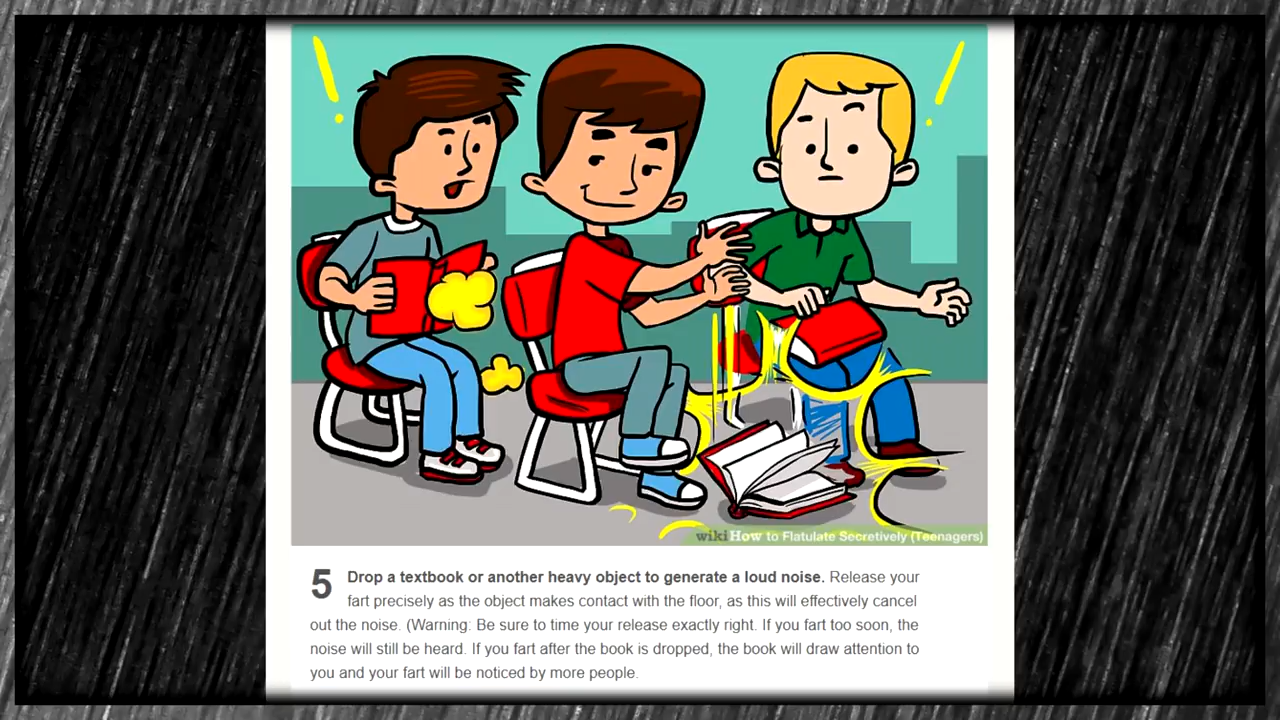 wikiHow to Flatulate Secretively (Teenagers)
5 Drop a textbook or another heavy object to generate a loud noise. Release your
fart precisely as the object makes contact with the floor, as this will effectively cancel
out the noise. (Warning: Be sure to time your release exactly right. If you fart too soon, the
noise will still be heard. If you fart after the book is dropped, the book will draw attention to
you and your fart will be noticed by more people.